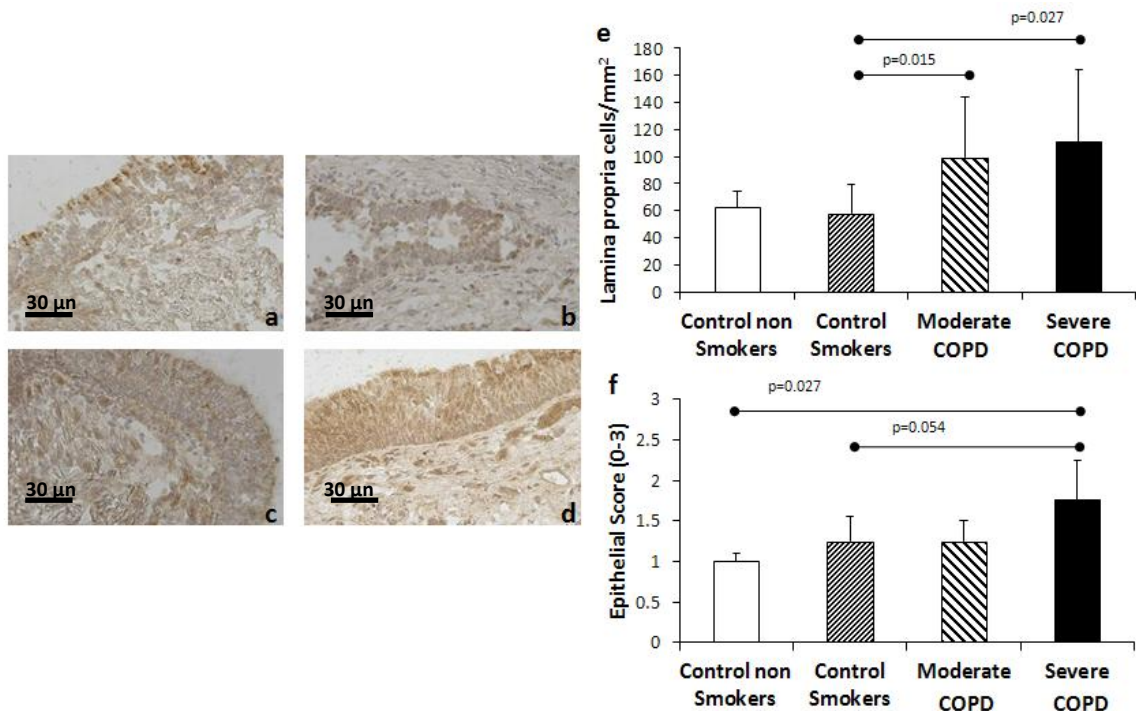 30 µn
a
30 µn
b
30 µn
c
30 µn
d
e
p=0.027
p=0.015
Lamina propria cells/mm²
180
160
140
120
100
80
60
40
20
0
Control non Smokers
Control Smokers
Moderate COPD
Severe COPD
f
p=0.027
p=0.054
Epithelial Score (0-3)
3
2.5
2
1.5
1
0.5
0
Control non Smokers
Control Smokers
Moderate COPD
Severe COPD